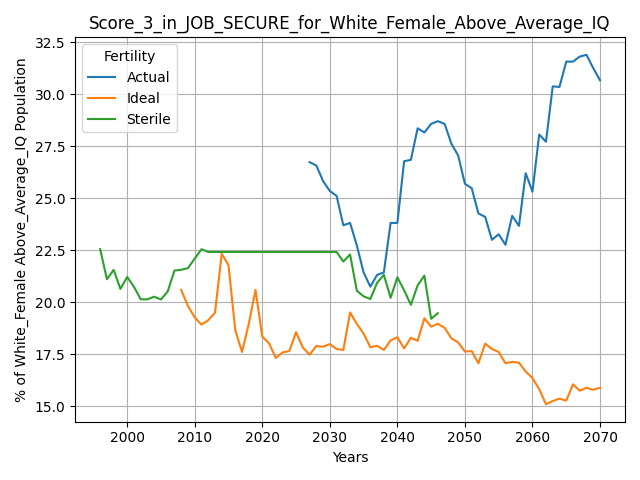 Score_3_in_JOB_SECURE_for_White_Female_Above_Average_IQ
% of White_Female Above_Average_IQ Population
32.5
30.0
27.5
25.0
22.5
20.0
17.5
15.0
Fertility
Actual
Ideal
Sterile
2000 2010 2020 2030 2040 2050 2060 2070
Years